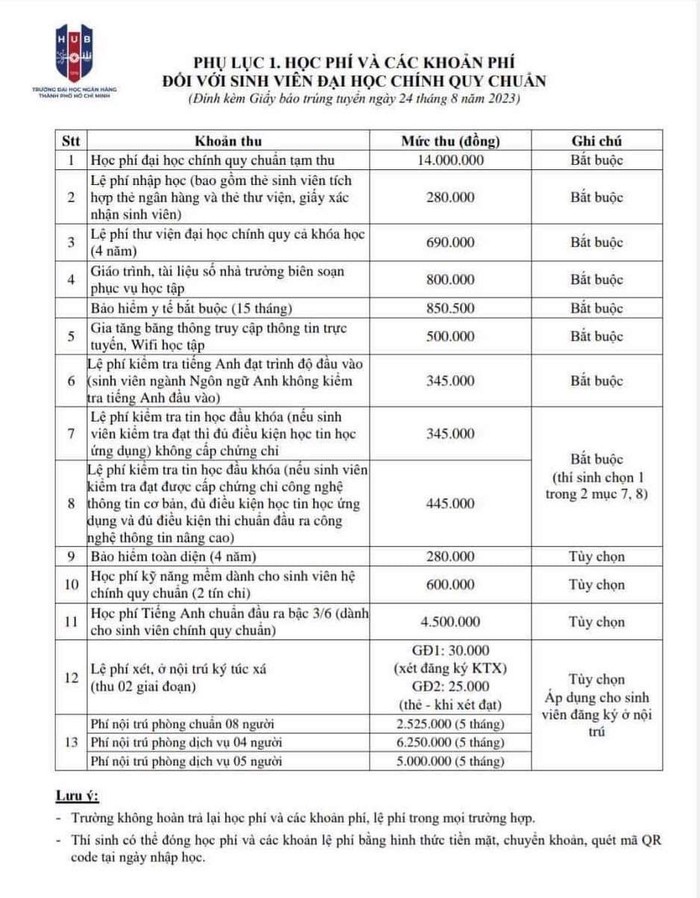 HUB
TRƯỜNG ĐẠI HỌC NGÂN HÀNG
THÀNH PHỐ HỒ CHÍ MINH
PHỤ LỤC 1. HỌC PHÍ VÀ CÁC KHOẢN PHÍ
ĐỐI VỚI SINH VIÊN ĐẠI HỌC CHÍNH QUY CHUẨN
(Đính kèm Giấy báo trúng tuyển ngày 24 tháng 8 năm 2023)
Stt Khoản thu Mức thu (đồng) Ghi chú
1 Học phí đại học chính quy chuẩn tạm thu 14.000.000 Bắt buộc
Lệ phí nhập học (bao gồm thẻ sinh viên tích
2 hợp thẻ ngân hàng và thẻ thư viện, giấy xác 280.000 Bắt buộc
nhận sinh viên)
3 Lệ phí thư viện đại học chính quy cả khóa học 690.000 Bắt buộc
(4 năm)
4 Giáo trình, tài liệu số nhà trường biên soạn 800.000 Bắt buộc
phục vụ học tập
Bảo hiểm y tế bắt buộc (15 tháng) 850.500 Bắt buộc
5 Gia tăng băng thông truy cập thông tin trực 500.000 Bắt buộc
tuyến, Wifi học tập
Lệ phí kiểm tra tiếng Anh đạt trình độ đầu vào
6 (sinh viên ngành Ngôn ngữ Anh không kiểm 345.000 Bắt buộc
tra tiếng Anh đầu vào)
Lệ phí kiểm tra tin học đầu khóa (nếu sinh
7 viên kiểm tra đạt thì đủ điều kiện học tin học 345.000
ứng dụng) không cấp chứng chỉ
Bắt buộc
(thí sinh chọn 1
trong 2 mục 7, 8)
Lệ phí kiểm tra tin học đầu khóa (nếu sinh viên
kiểm tra đạt được cấp chứng chỉ công nghệ
8 thông tin cơ bản, đủ điều kiện học tin học ứng 445.000
dụng và đủ điều kiện thi chuẩn đầu ra công
nghệ thông tin nâng cao)
9 Bảo hiểm toàn diện (4 năm) 280.000 Tùy chọn
10 Học phí kỹ năng mềm dành cho sinh viên hệ 600.000 Tùy chọn
chính quy chuẩn (2 tín chỉ)
11 Học phí Tiếng Anh chuẩn đầu ra bậc 3/6 (dành 4.500.000 Tùy chọn
cho sinh viên chính quy chuẩn)
12 Lệ phí xét, ở nội trú ký túc xá
(thu 02 giai đoạn)
GĐ1: 30.000
(xét đăng ký KTX)
GĐ2: 25.000
(thẻ - khi xét đạt)
Tùy chọn
Áp dụng cho sinh
viên đăng ký ở nội
trú
Phí nội trú phòng chuẩn 08 người 2.525.000 (5 tháng)
13 Phí nội trú phòng dịch vụ 04 người 6.250.000 (5 tháng)
Phí nội trú phòng dịch vụ 05 người 5.000.000 (5 tháng)
Lưu ý:
- Trường không hoàn trả lại học phí và các khoản phí, lệ phí trong mọi trường hợp.
- Thí sinh có thể đóng học phí và các khoản lệ phí bằng hình thức tiền mặt, chuyển khoản, quét mã QR
code tại ngày nhập học.